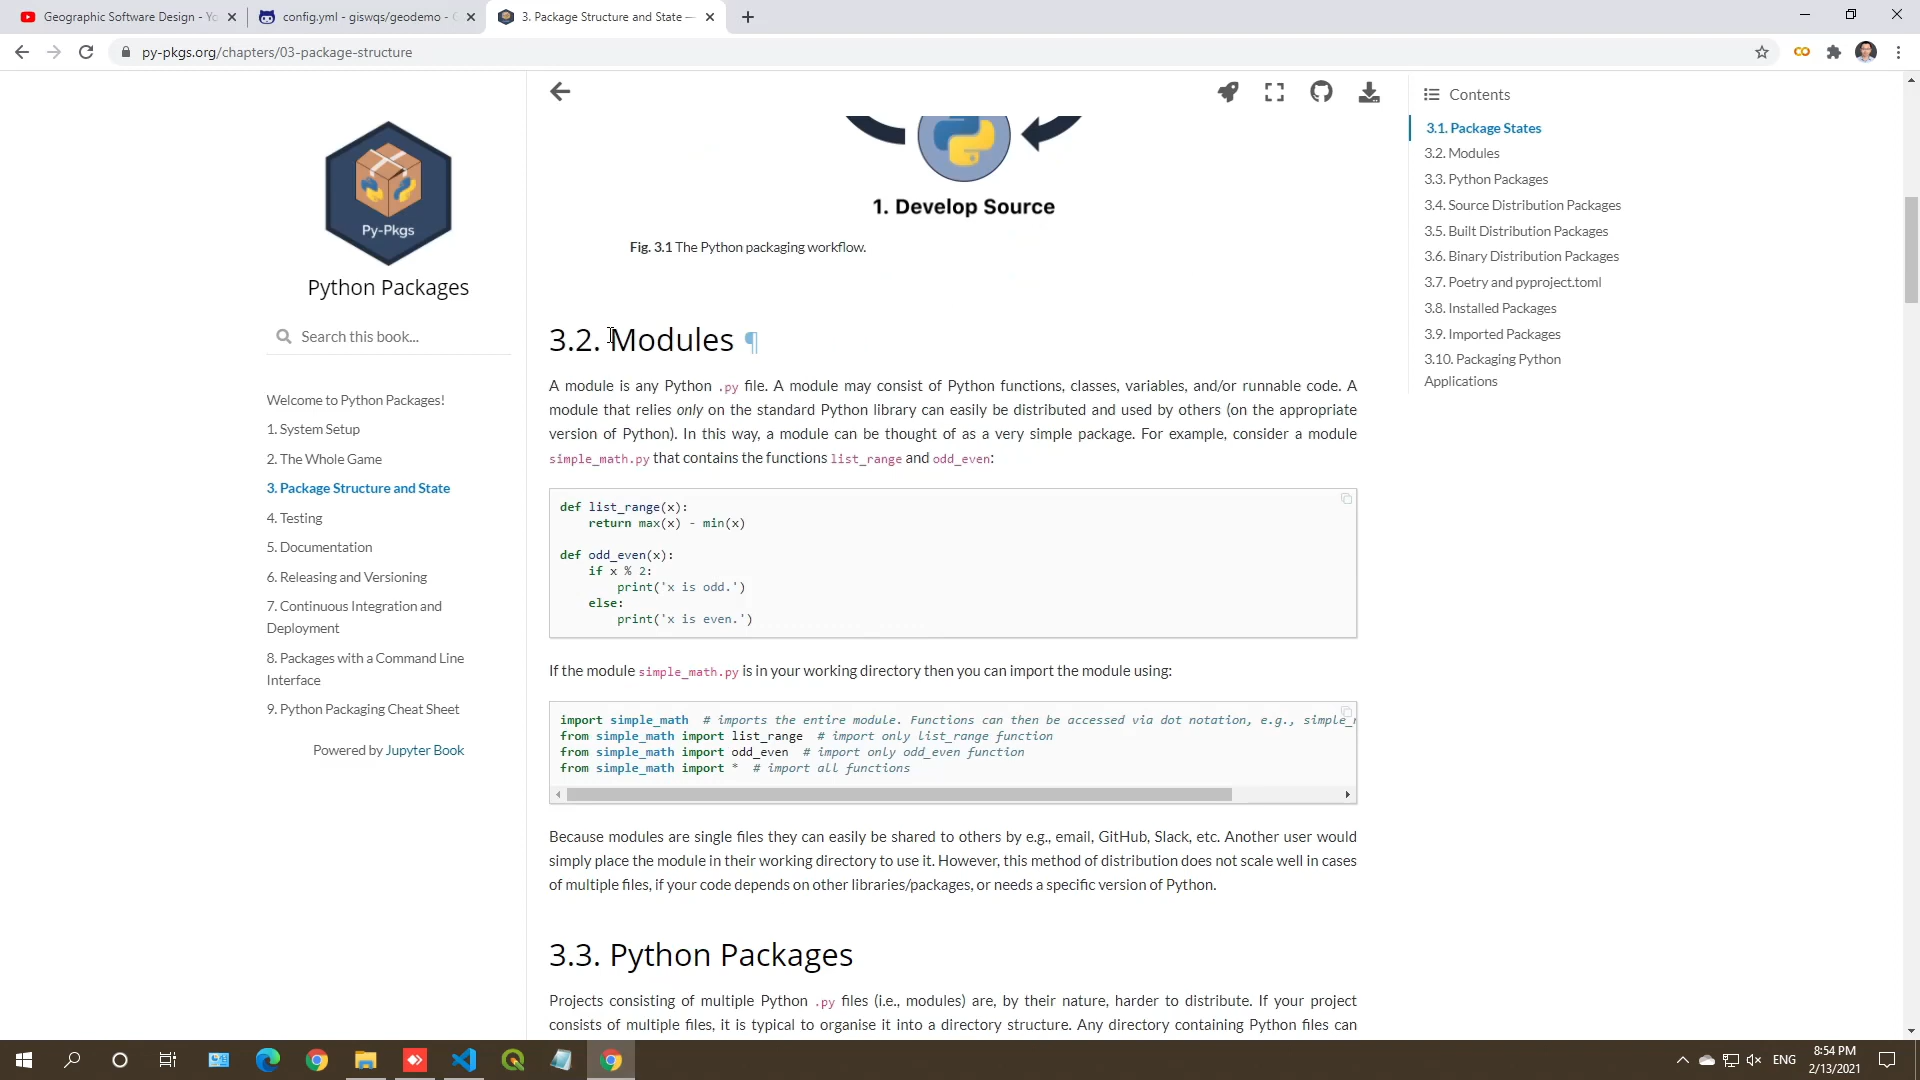 Geographic Software Design - Yo
config.yml - giswqs/geodemo -
3. Package Structure and State —
py-pkgs.org/chapters/03-package-structure
Py-Pkgs
Python Packages
Search this book...
Welcome to Python Packages!
1. System Setup
2. The Whole Game
3. Package Structure and State
4. Testing
5. Documentation
6. Releasing and Versioning
7. Continuous Integration and
Deployment
8. Packages with a Command Line
Interface
9. Python Packaging Cheat Sheet
Powered by Jupyter Book
1. Develop Source
Fig. 3.1 The Python packaging workflow.
3.2. Modules ¶
A module is any Python .py file. A module may consist of Python functions, classes, variables, and/or runnable code. A
module that relies only on the standard Python library can easily be distributed and used by others (on the appropriate
version of Python). In this way, a module can be thought of as a very simple package. For example, consider a module
simple_math.py that contains the functions list_range and odd_even:
def list_range(x):
    return max(x) - min(x)
def odd_even(x):
    if x % 2:
        print('x is odd.')
    else:
        print('x is even.')
If the module simple_math.py is in your working directory then you can import the module using:
import simple_math  # imports the entire module. Functions can then be accessed via dot notation, e.g., simple_
from simple_math import list_range  # import only list_range function
from simple_math import odd_even  # import only odd_even function
from simple_math import *  # import all functions
Because modules are single files they can easily be shared to others by e.g., email, GitHub, Slack, etc. Another user would
simply place the module in their working directory to use it. However, this method of distribution does not scale well in cases
of multiple files, if your code depends on other libraries/packages, or needs a specific version of Python.
3.3. Python Packages
Projects consisting of multiple Python .py files (i.e., modules) are, by their nature, harder to distribute. If your project
consists of multiple files, it is typical to organise it into a directory structure. Any directory containing Python files can
Contents
3.1. Package States
3.2. Modules
3.3. Python Packages
3.4. Source Distribution Packages
3.5. Built Distribution Packages
3.6. Binary Distribution Packages
3.7. Poetry and pyproject.toml
3.8. Installed Packages
3.9. Imported Packages
3.10. Packaging Python
Applications
ENG
8:54 PM
2/13/2021